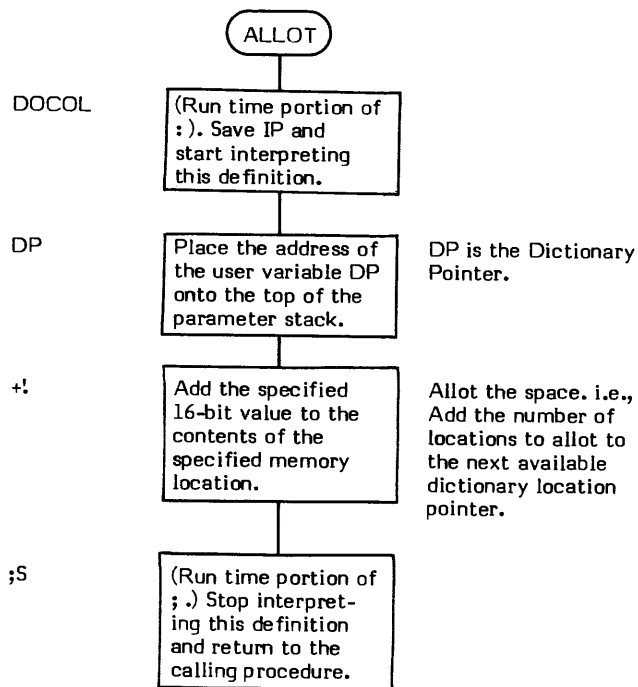 ALLOT
DOCOL
(Run time portion of
: ). Save IP and
start interpreting
this definition.
DP
Place the address of
the user variable DP
onto the top of the
parameter stack.
DP is the Dictionary
Pointer.
+!
Add the specified
16-bit value to the
contents of the
specified memory
location.
Allot the space. i.e.,
Add the number of
locations to allot to
the next available
dictionary location
pointer.
;S
(Run time portion of
; .) Stop interpret-
ing this definition
and return to the
calling procedure.